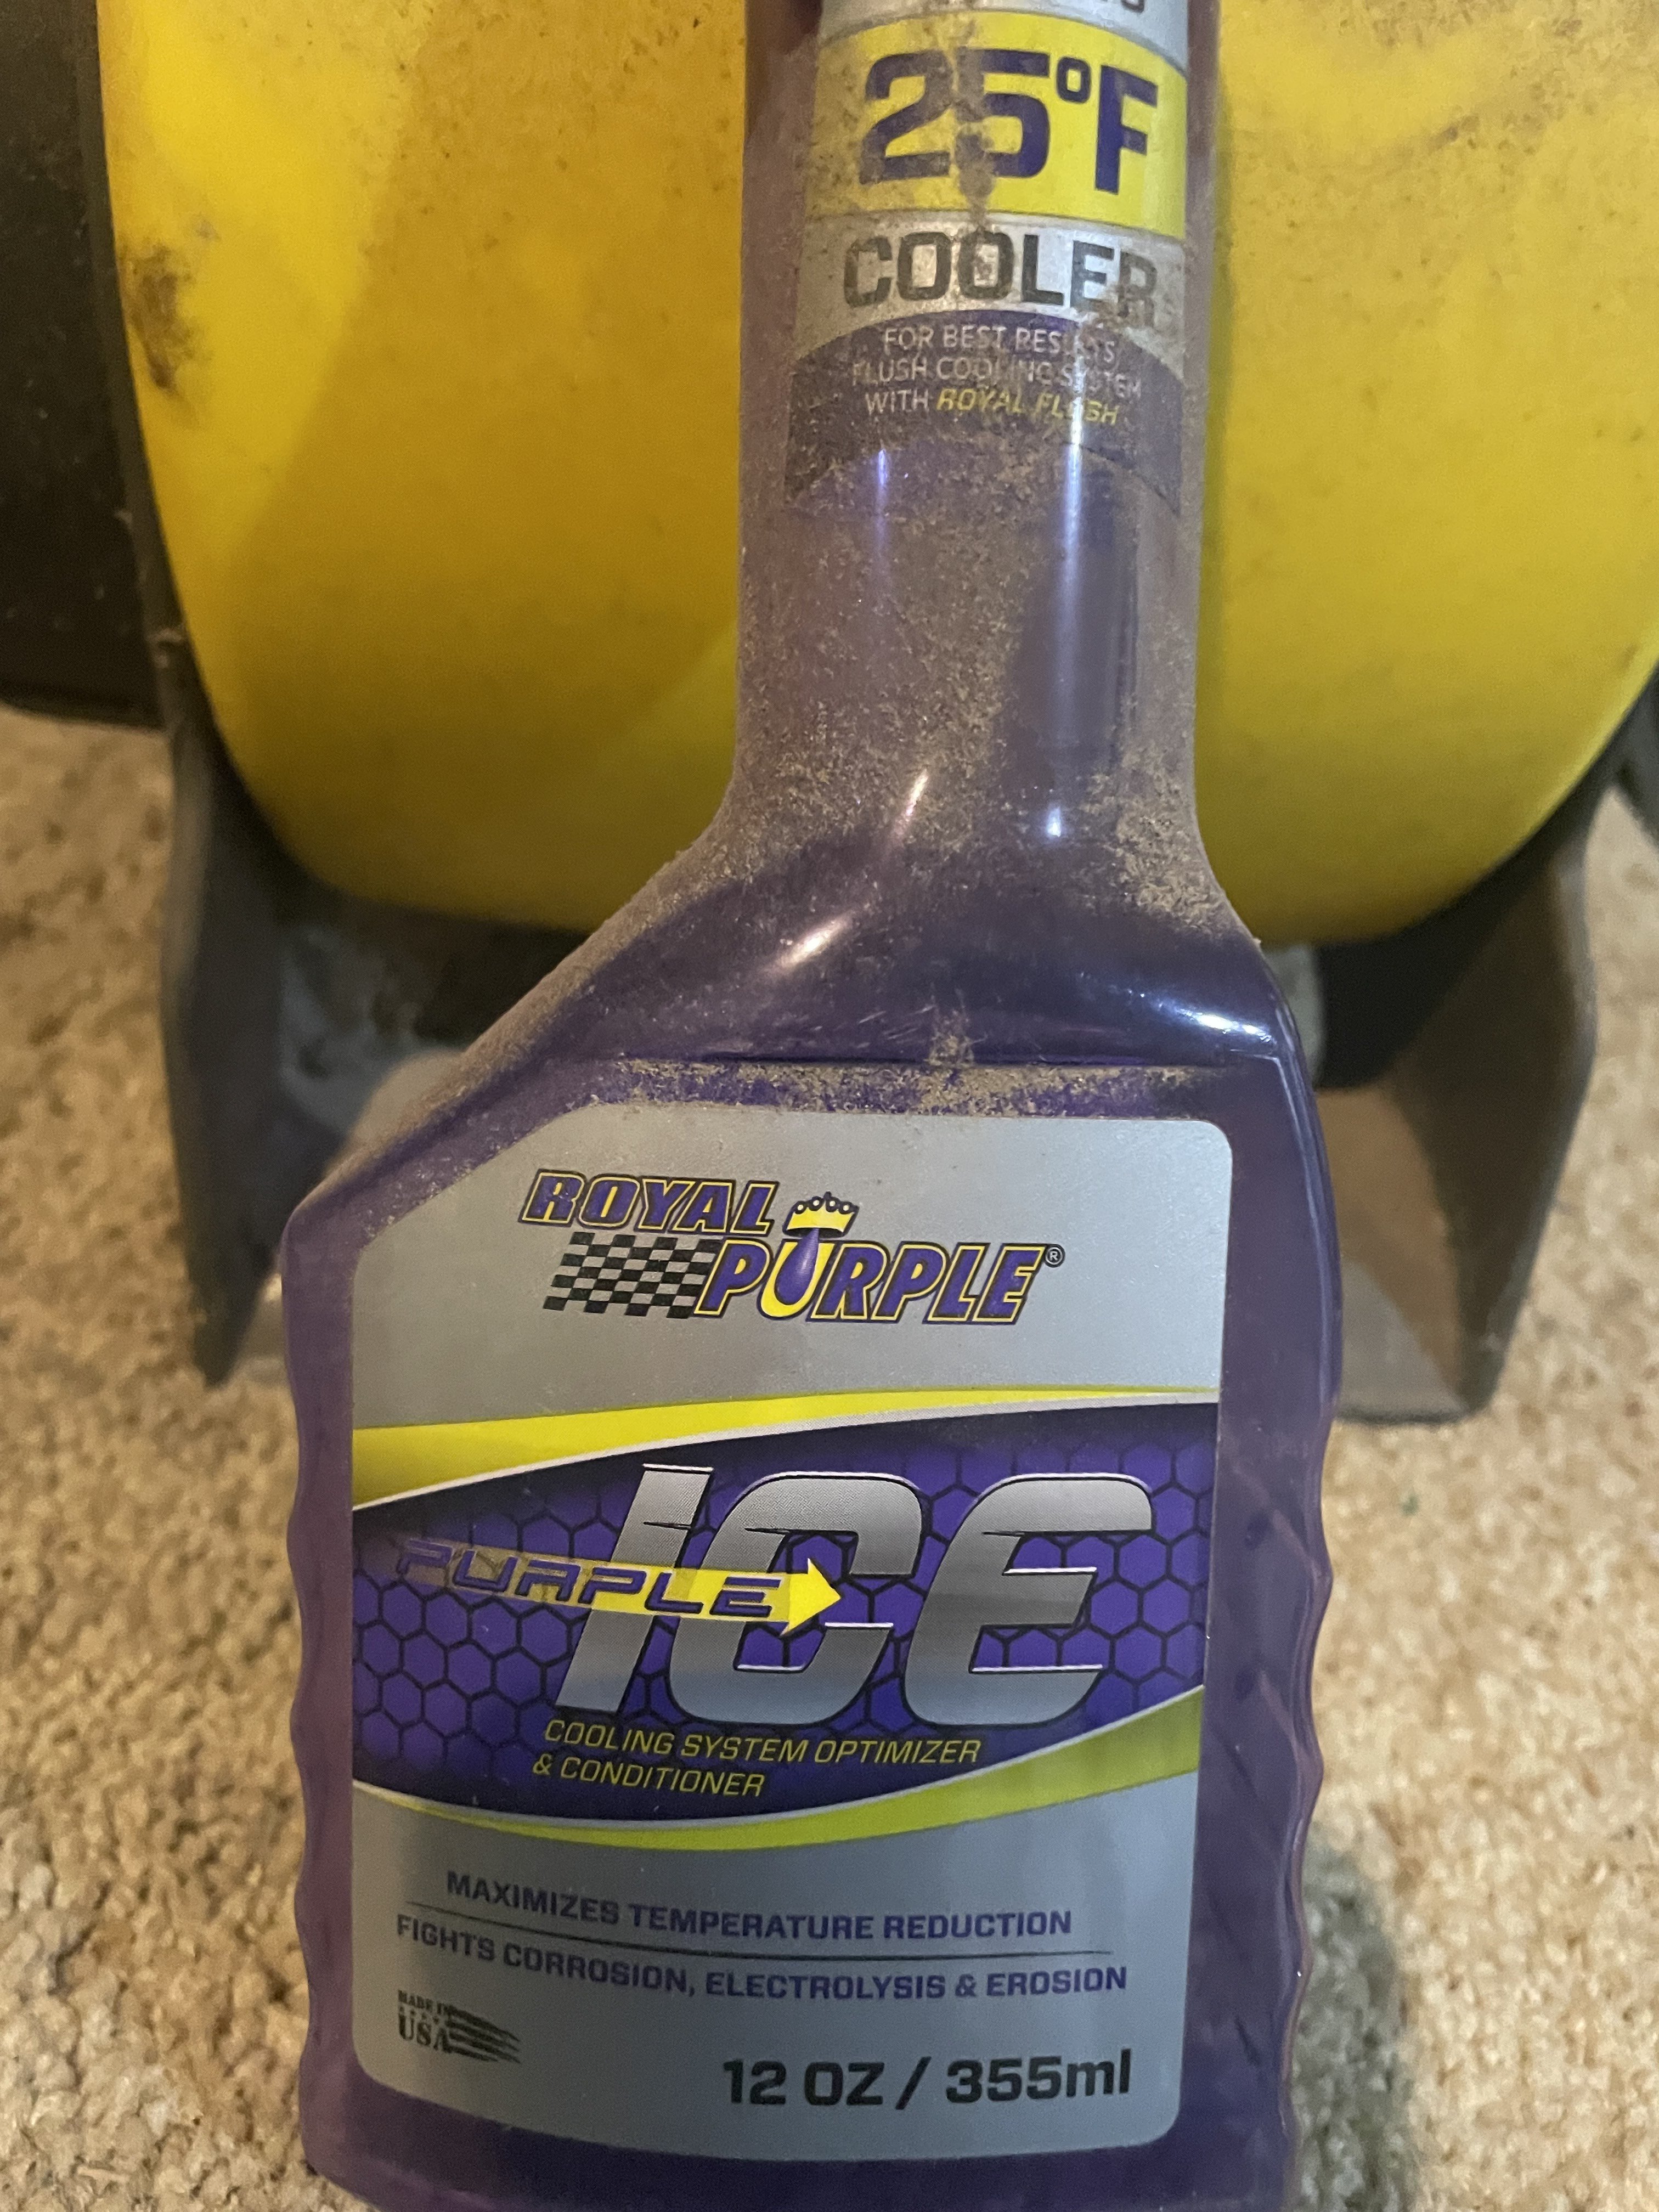 25°F
COOLER
FOR BEST RESULTS
FLUSH COOLING SYSTEM
WITH ROYAL FLUSH
ROYAL
PURPLE®
PURPLE ICE
COOLING SYSTEM OPTIMIZER
& CONDITIONER
MAXIMIZES TEMPERATURE REDUCTION
FIGHTS CORROSION, ELECTROLYSIS & EROSION
MADE IN
USA
12 OZ / 355ml